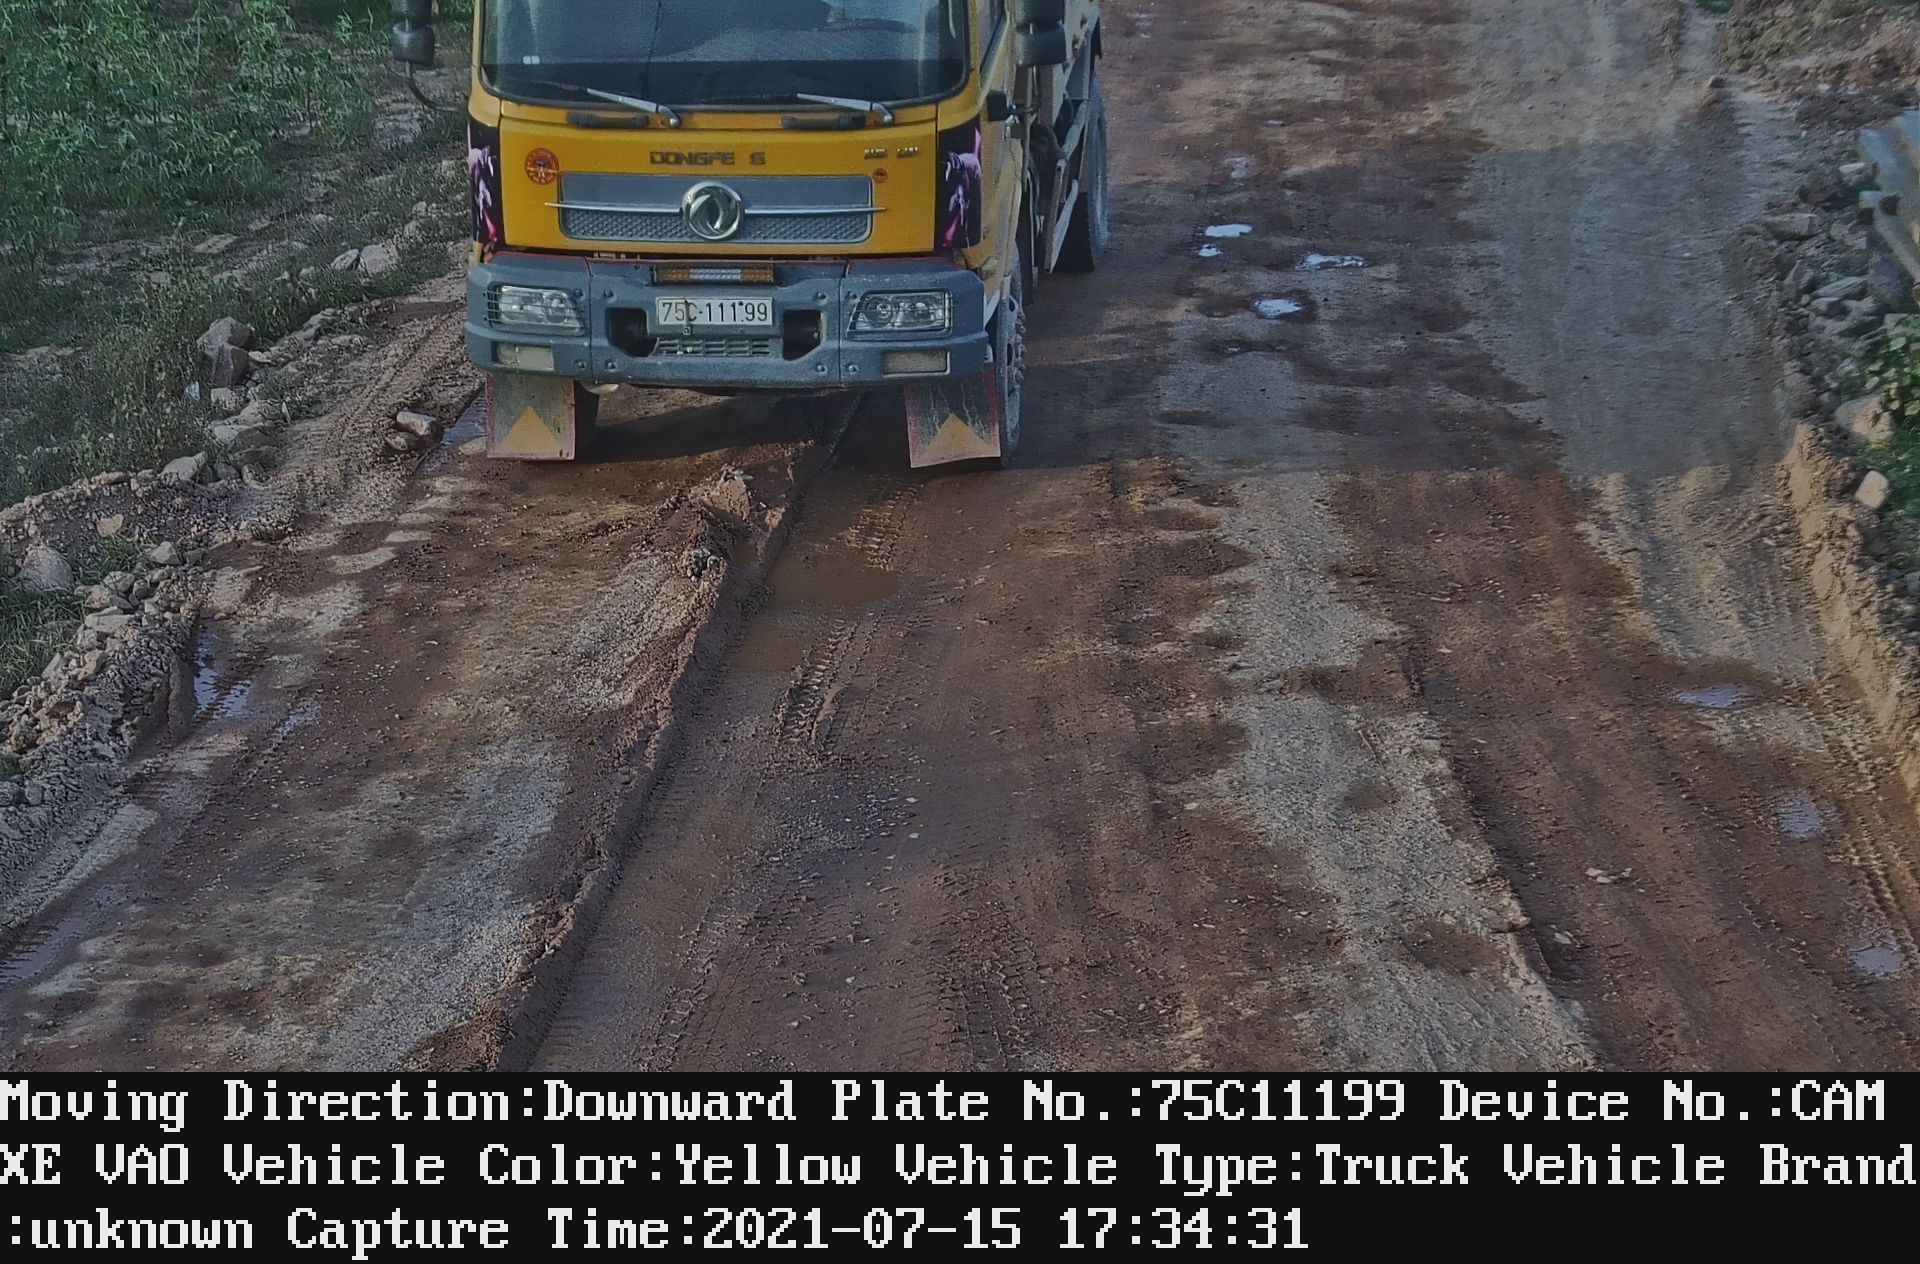 DONGFE G
75C-111.99
Moving Direction:Downward Plate No.:75C11199 Device No.:CAM
XE VAO Vehicle Color:Yellow Vehicle Type:Truck Vehicle Brand
:unknown Capture Time:2021-07-15 17:34:31